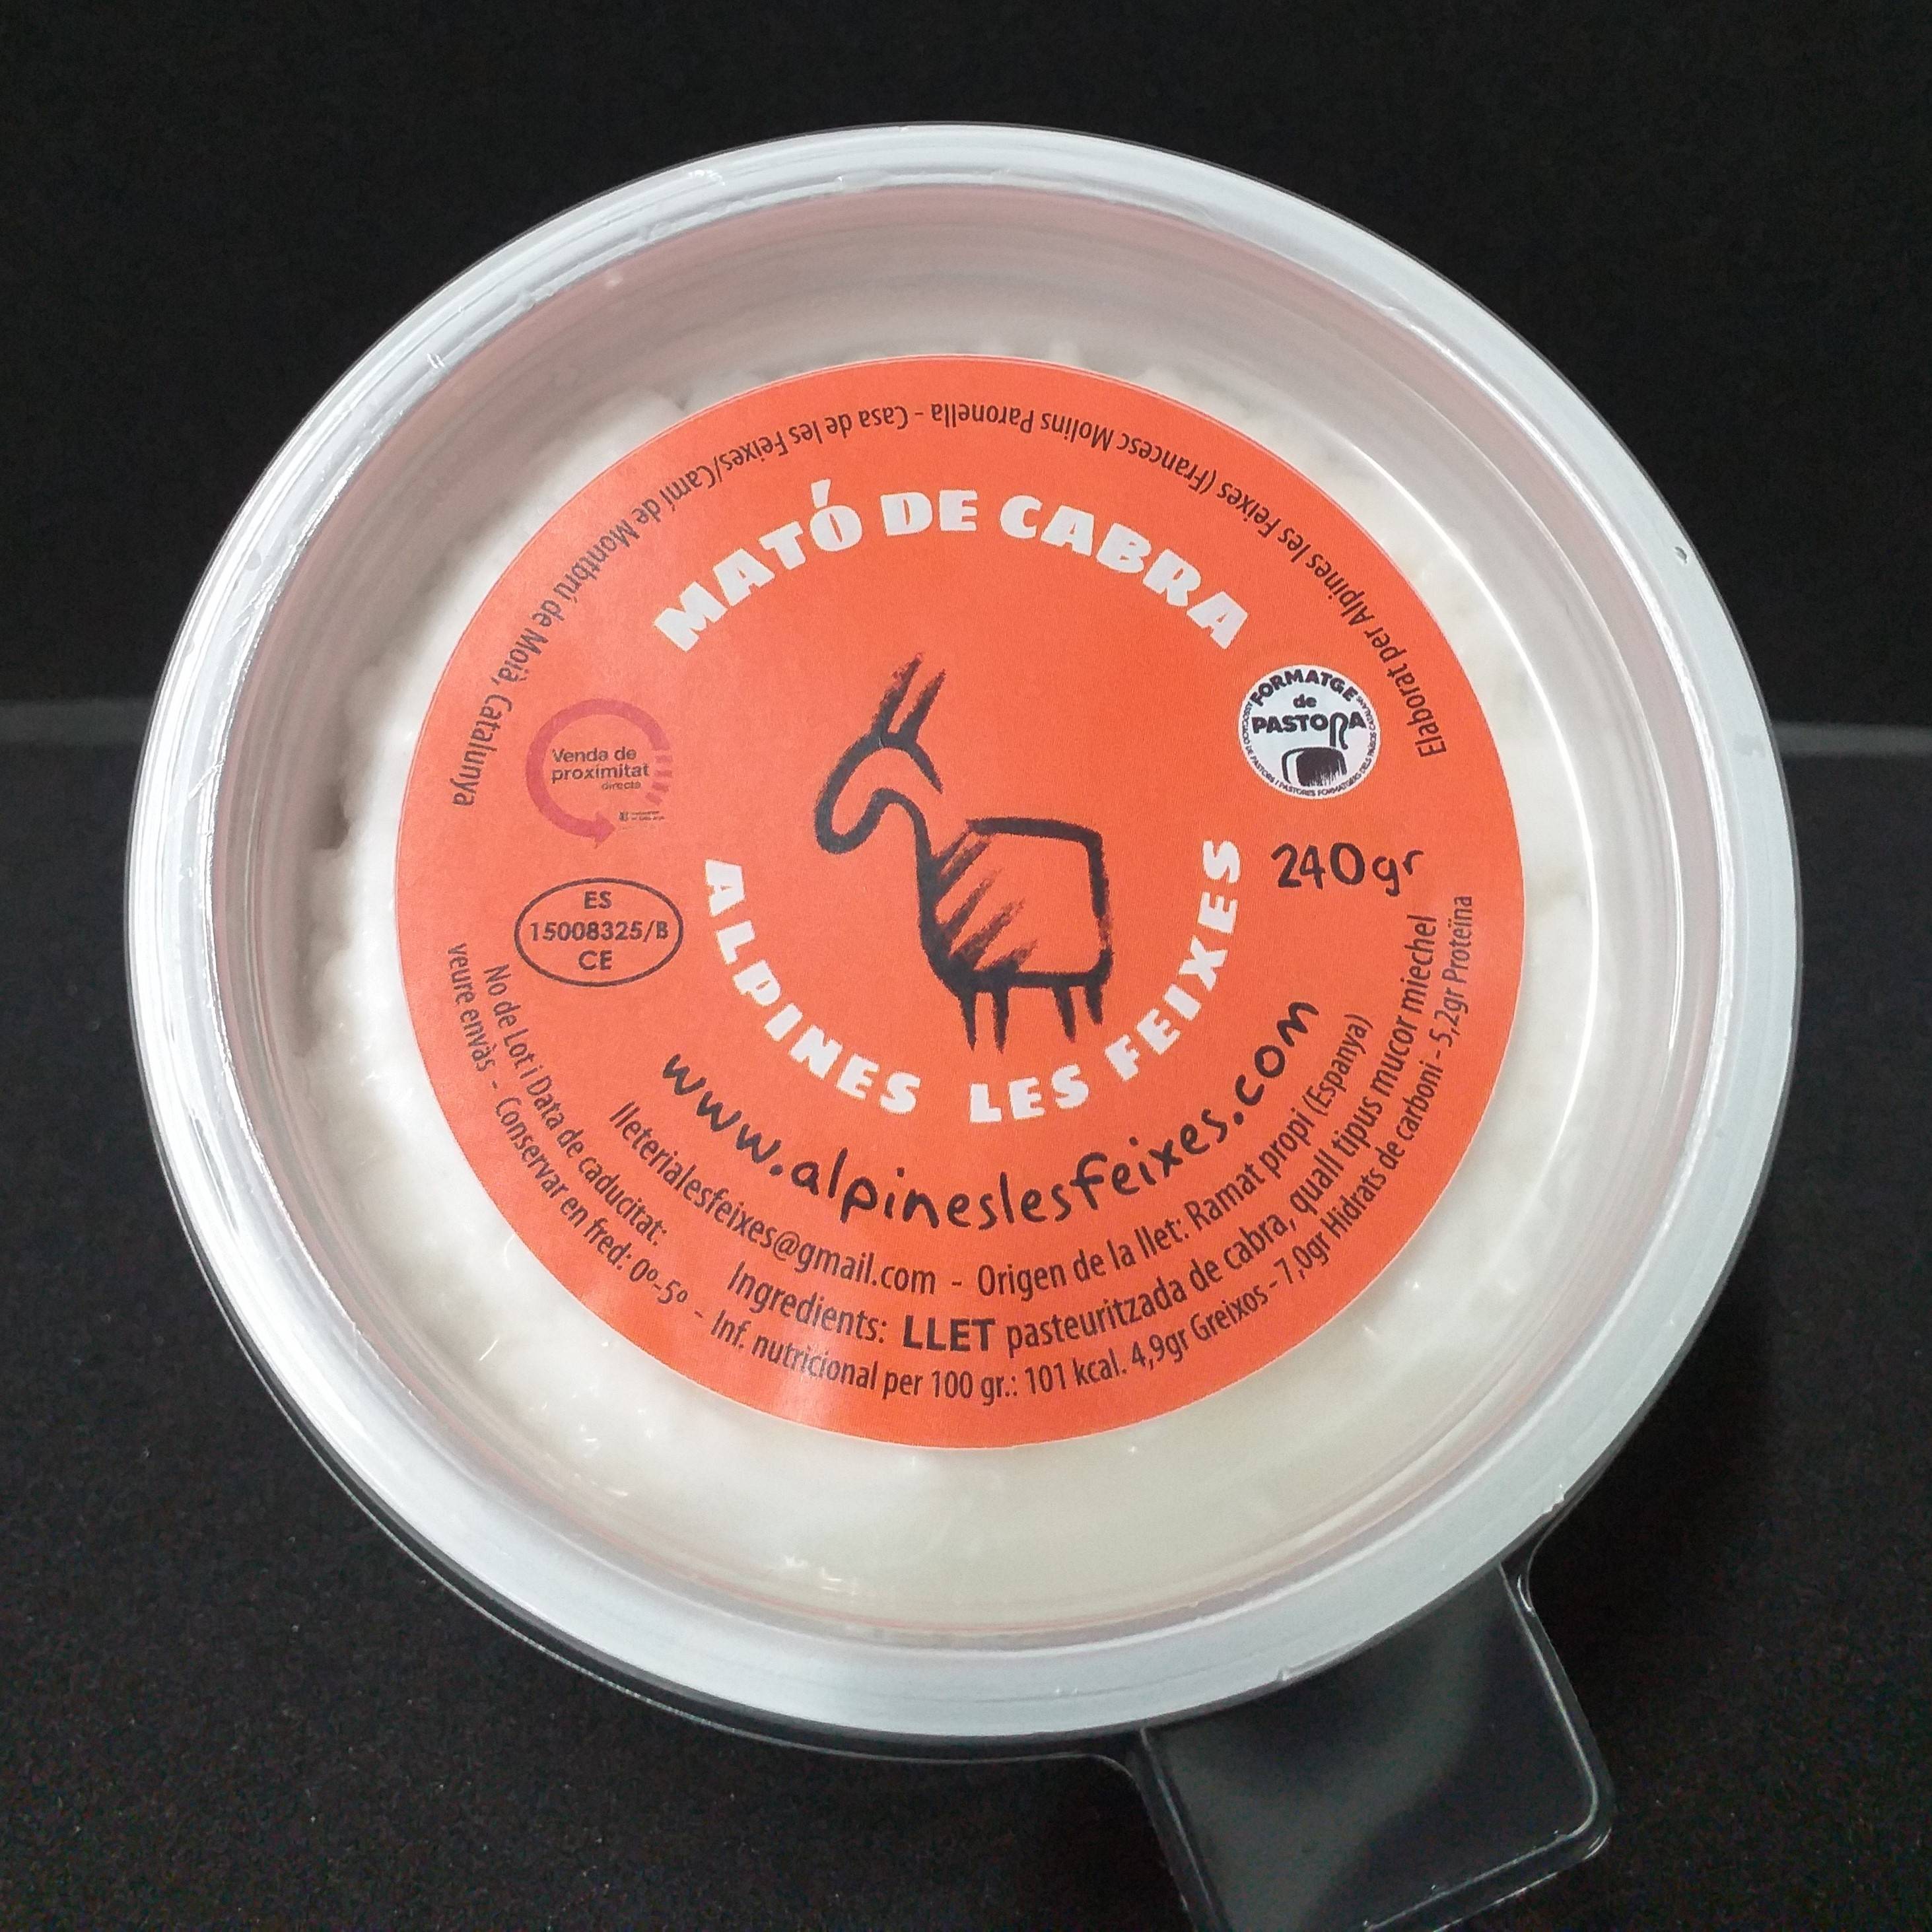 Elaborat per Alpines les Feixes (Francesc Molins Paronella - Casa de les Feixes/Camí de Montbrú de Moià, Catalunya
MATÓ DE CABRA
Venda de
proximitat
directa
FORMATGE
de
PASTORA
240gr
ES
15008325/B
CE
ALPINES LES FEIXES
www.alpineslesfeixes.com
lleterialesfeixes@gmail.com - Origen de la llet: Ramat propi (Espanya)
No de Lot i Data de caducitat:
Ingredients: LLET pasteuritzada de cabra, quall tipus mucor miechel
veure envàs - Conservar en fred: 0º-5º - Inf. nutricional per 100 gr.: 101 kcal. 4,9gr Greixos - 7,0gr Hidrats de carboni - 5,2gr Proteïna